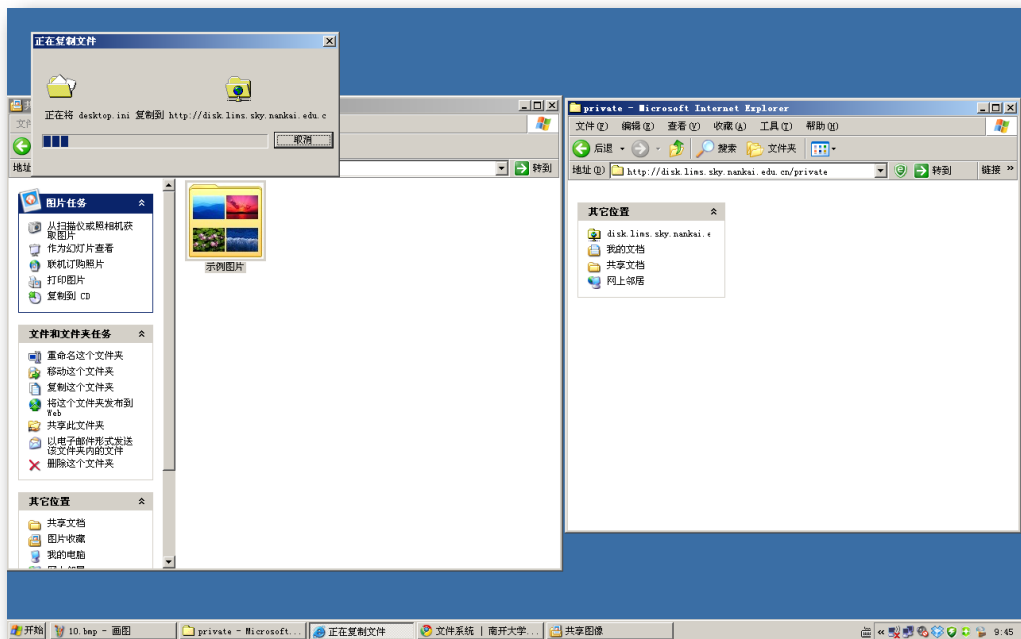 正在复制文件
正在将 desktop.ini 复制到 http://disk.lims.sky.nankai.edu.c
取消
地址
转到
图片任务
从扫描仪或照相机获
取图片
作为幻灯片查看
联机订购照片
打印图片
复制到 CD
文件和文件夹任务
重命名这个文件夹
移动这个文件夹
复制这个文件夹
将这个文件夹发布到
Web
共享此文件夹
以电子邮件形式发送
该文件夹内的文件
删除这个文件夹
其它位置
共享文档
图片收藏
我的电脑
示例图片
private - Microsoft Internet Explorer
文件(F) 编辑(E) 查看(V) 收藏(A) 工具(T) 帮助(H)
后退 搜索 文件夹
地址(D) http://disk.lims.sky.nankai.edu.cn/private 转到 链接 »
其它位置
disk.lims.sky.nankai.e
我的文档
共享文档
网上邻居
开始 10.bmp - 画图 private - Microsoft... 正在复制文件 文件系统 | 南开大学... 共享图像 « 9:45